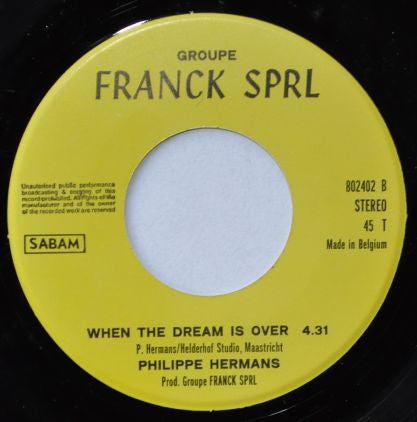 GROUPE
FRANCK SPRL
Unautorised public performance
broadcasting & copying of this
record prohibited. All rights of the
manufacturer and of the owner
of the recorded work are reserved
SABAM
802402 B
STEREO
45 T
Made in Belgium
WHEN THE DREAM IS OVER 4.31
P. Hermans/Helderhof Studio, Maastricht
PHILIPPE HERMANS
Prod. Groupe FRANCK SPRL